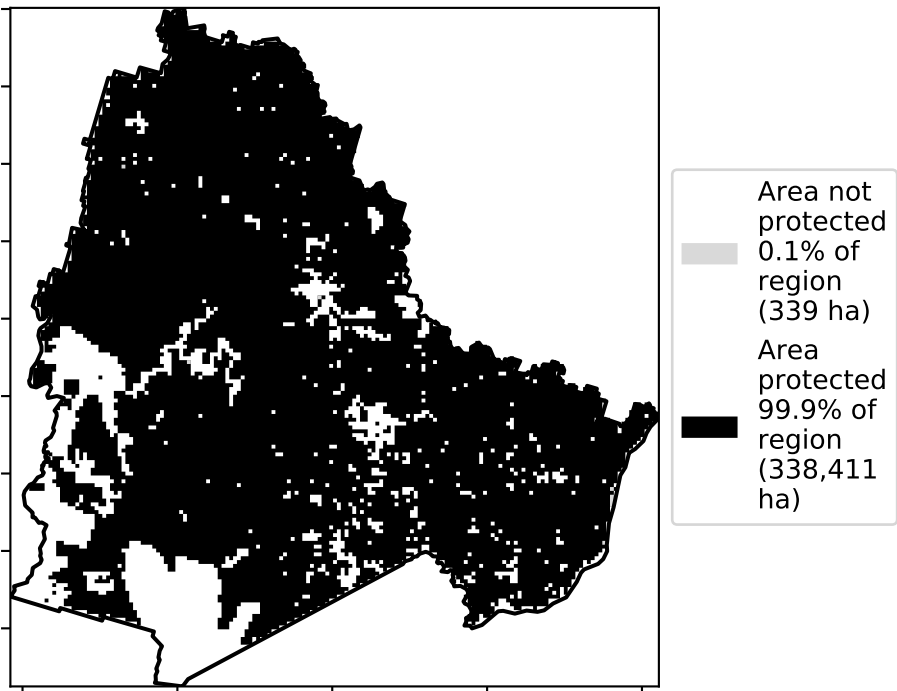 Area not
protected
0.1% of
region
(339 ha)
Area
protected
99.9% of
region
(338,411
ha)